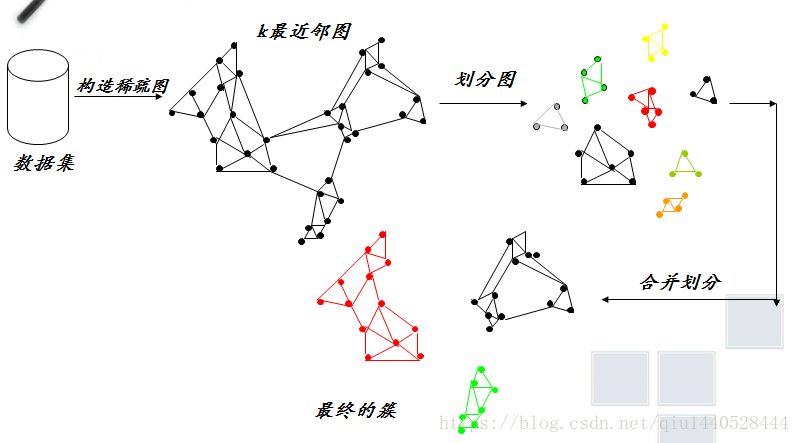 k最近邻图
构造稀疏图
划分图
数据集
合并划分
最终的簇
https://blog.csdn.net/qiu1440528444